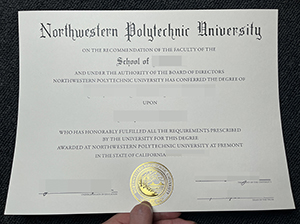 Northwestern Polytechnic University
ON THE RECOMMENDATION OF THE FACULTY OF THE
School of
AND UNDER THE AUTHORITY OF THE BOARD OF DIRECTORS
NORTHWESTERN POLYTECHNIC UNIVERSITY HAS CONFERRED THE DEGREE OF
UPON
WHO HAS HONORABLY FULFILLED ALL THE REQUIREMENTS PRESCRIBED
BY THE UNIVERSITY FOR THIS DEGREE
AWARDED AT NORTHWESTERN POLYTECHNIC UNIVERSITY AT FREMONT
IN THE STATE OF CALIFORNIA